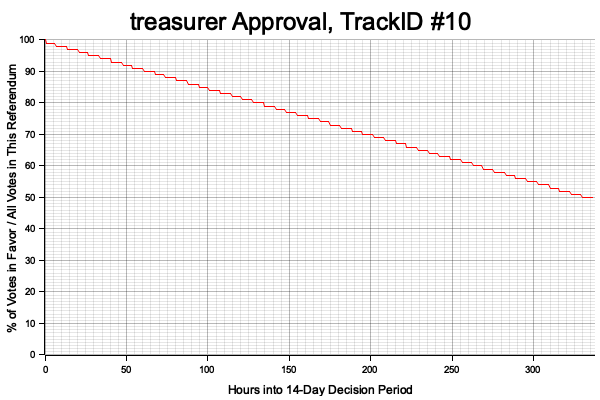 treasurer Approval, TrackID #10
% of Votes in Favor / All Votes in This Referendum
100
90
80
70
60
50
40
30
20
10
0
0 50 100 150 200 250 300
Hours into 14-Day Decision Period